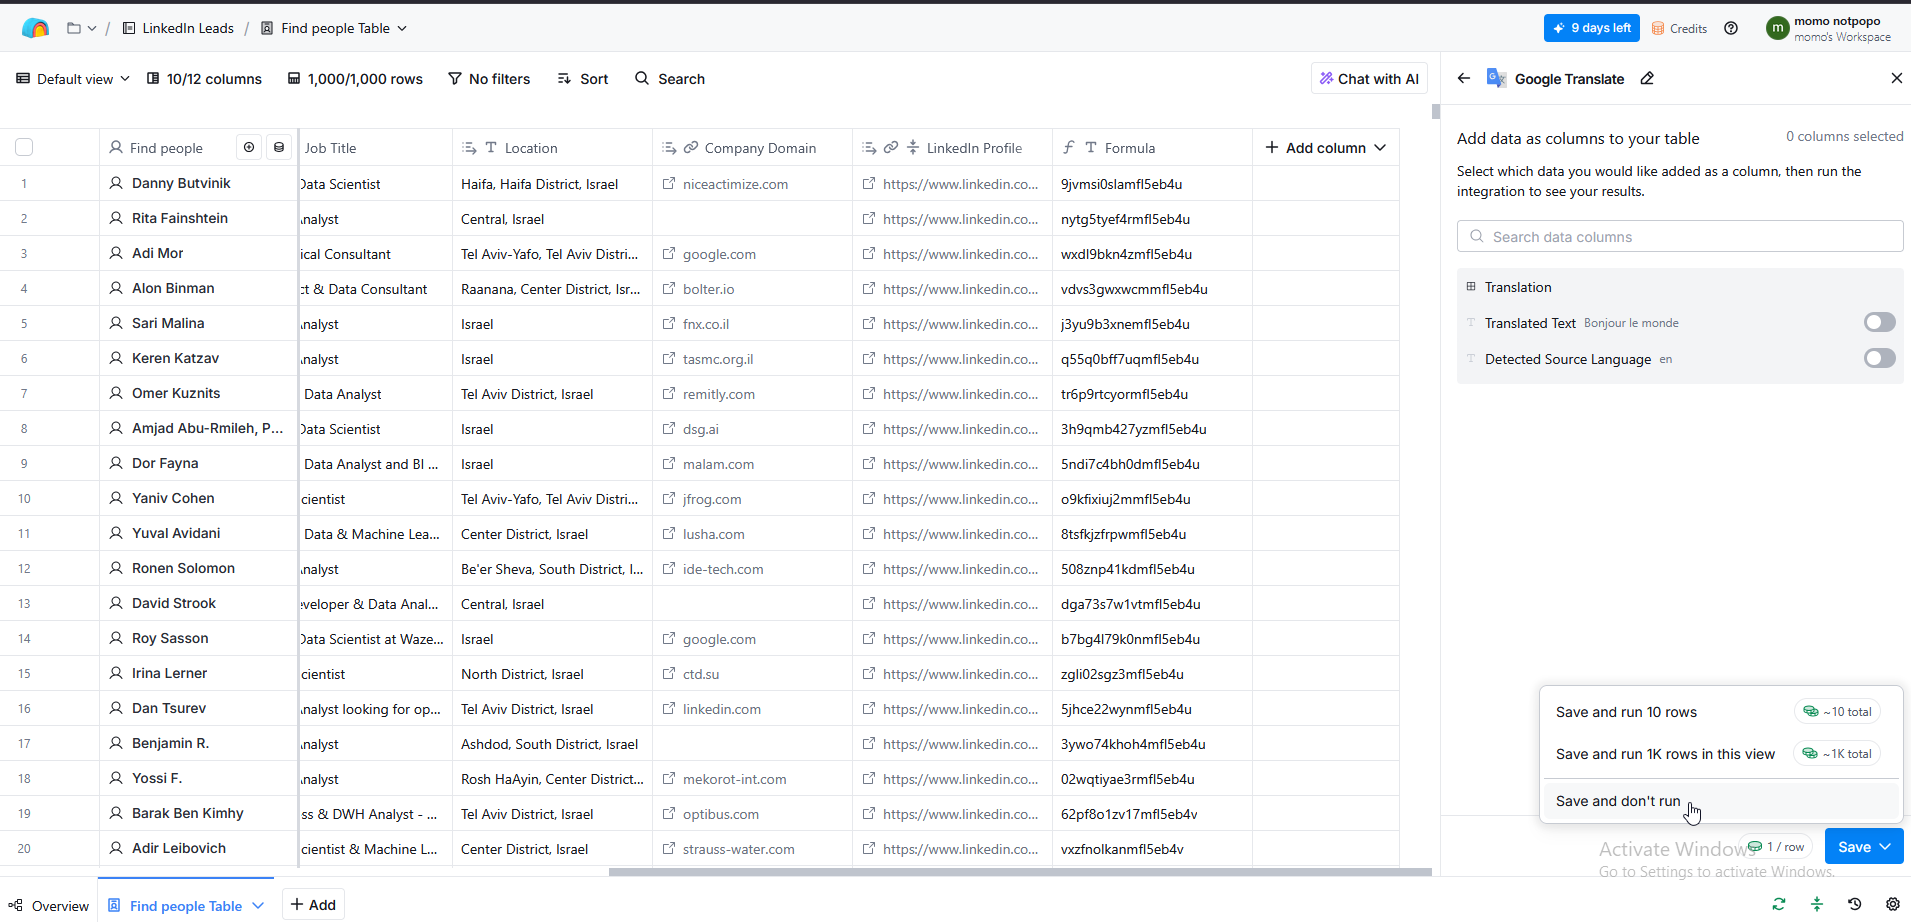 LinkedIn Leads / Find people Table
9 days left
Credits
m
momo notpopo
momo's Workspace
Default view 10/12 columns 1,000/1,000 rows No filters Sort Search Chat with AI
Google Translate
Add data as columns to your table
0 columns selected
Select which data you would like added as a column, then run the
integration to see your results.
Search data columns
Translation
Translated Text Bonjour le monde
Detected Source Language en
Find people Job Title Location Company Domain LinkedIn Profile Formula + Add column
1 Danny Butvinik Data Scientist Haifa, Haifa District, Israel niceactimize.com https://www.linkedin.co... 9jvmsi0slamfl5eb4u
2 Rita Fainshtein nalyst Central, Israel https://www.linkedin.co... nytg5tyef4rmfl5eb4u
3 Adi Mor ical Consultant Tel Aviv-Yafo, Tel Aviv Distri... google.com https://www.linkedin.co... wxdl9bkn4zmfl5eb4u
4 Alon Binman ct & Data Consultant Raanana, Center District, Isr... bolter.io https://www.linkedin.co... vdvs3gwxwcmmfl5eb4u
5 Sari Malina nalyst Israel fnx.co.il https://www.linkedin.co... j3yu9b3xnemfl5eb4u
6 Keren Katzav nalyst Israel tasmc.org.il https://www.linkedin.co... q55q0bff7uqmfl5eb4u
7 Omer Kuznits Data Analyst Tel Aviv District, Israel remitly.com https://www.linkedin.co... tr6p9rtcyormfl5eb4u
8 Amjad Abu-Rmileh, P... Data Scientist Israel dsg.ai https://www.linkedin.co... 3h9qmb427yzmfl5eb4u
9 Dor Fayna Data Analyst and BI ... Israel malam.com https://www.linkedin.co... 5ndi7c4bh0dmfl5eb4u
10 Yaniv Cohen cientist Tel Aviv-Yafo, Tel Aviv Distri... jfrog.com https://www.linkedin.co... o9kfixiuj2mmfl5eb4u
11 Yuval Avidani Data & Machine Lea... Center District, Israel lusha.com https://www.linkedin.co... 8tsfkjzfrpwmfl5eb4u
12 Ronen Solomon nalyst Be'er Sheva, South District, I... ide-tech.com https://www.linkedin.co... 508znp41kdmfl5eb4u
13 David Strook eveloper & Data Anal... Central, Israel https://www.linkedin.co... dga73s7w1vtmfl5eb4u
14 Roy Sasson Data Scientist at Waze... Israel google.com https://www.linkedin.co... b7bg4l79k0nmfl5eb4u
15 Irina Lerner cientist North District, Israel ctd.su https://www.linkedin.co... zgli02sgz3mfl5eb4u
16 Dan Tsurev nalyst looking for op... Tel Aviv District, Israel linkedin.com https://www.linkedin.co... 5jhce22wynmfl5eb4u
17 Benjamin R. nalyst Ashdod, South District, Israel https://www.linkedin.co... 3ywo74khoh4mfl5eb4u
18 Yossi F. nalyst Rosh HaAyin, Center District... mekorot-int.com https://www.linkedin.co... 02wqtiyae3rmfl5eb4u
19 Barak Ben Kimhy ss & DWH Analyst - ... Tel Aviv District, Israel optibus.com https://www.linkedin.co... 62pf8o1zv17mfl5eb4v
20 Adir Leibovich cientist & Machine L... Center District, Israel strauss-water.com https://www.linkedin.co... vxzfnolkanmfl5eb4v
Save and run 10 rows ~10 total
Save and run 1K rows in this view ~1K total
Save and don't run
1 / row Save
Activate Windows
Go to Settings to activate Windows.
Overview Find people Table + Add